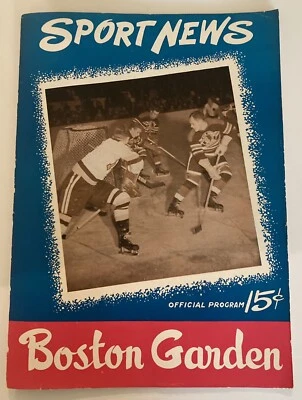 SPORT NEWS
OFFICIAL PROGRAM 15¢
Boston Garden